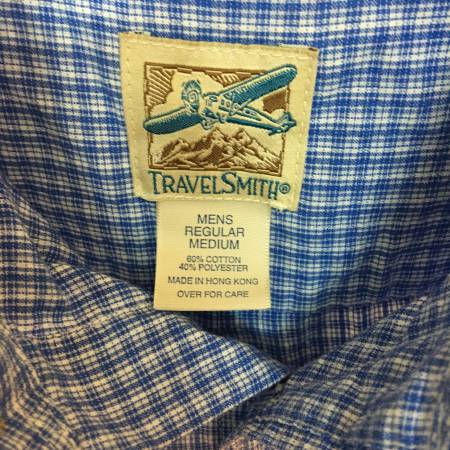 TRAVELSMITH®
MENS
REGULAR
MEDIUM
60% COTTON
40% POLYESTER
MADE IN HONG KONG
OVER FOR CARE